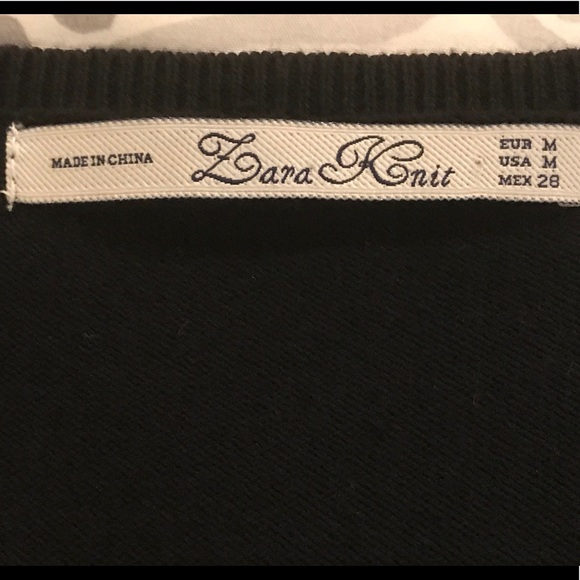 MADE IN CHINA
Zara Knit
EUR M
USA M
MEX 28